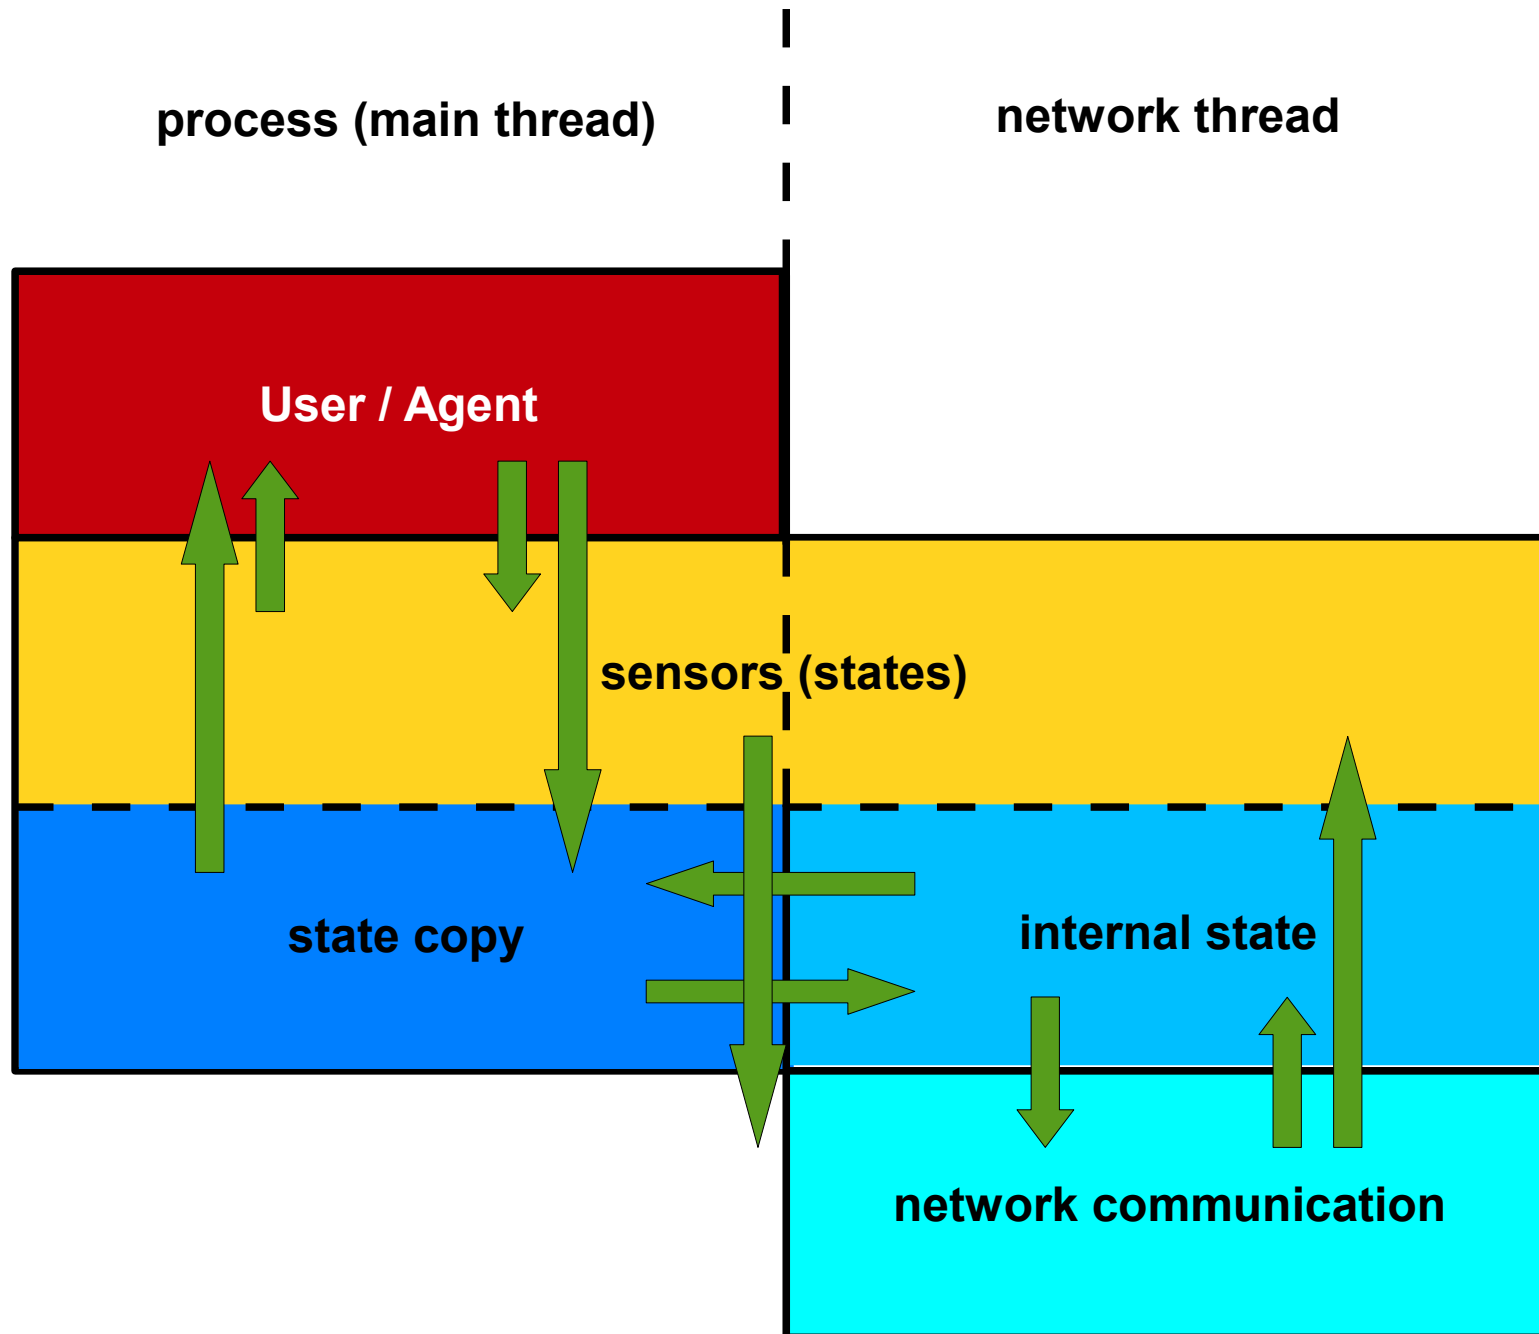 process (main thread)
network thread
User / Agent
sensors (states)
state copy
internal state
network communication